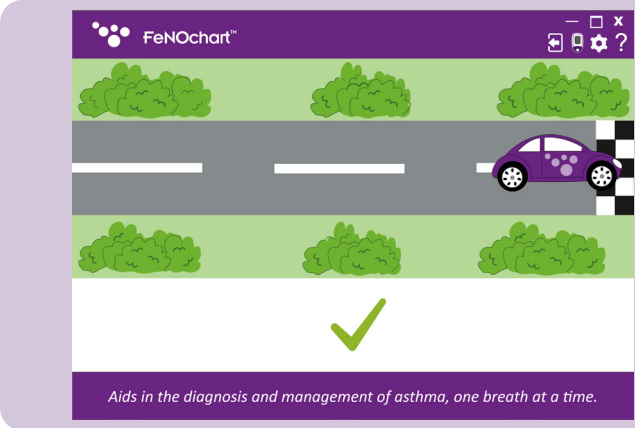 FeNOchart™
Aids in the diagnosis and management of asthma, one breath at a time.